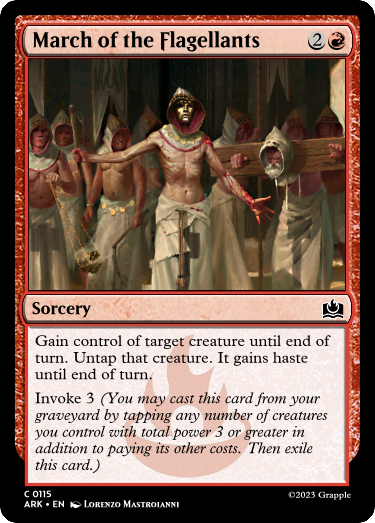 March of the Flagellants 2
Sorcery
Gain control of target creature until end of
turn. Untap that creature. It gains haste
until end of turn.
Invoke 3 (You may cast this card from your
graveyard by tapping any number of creatures
you control with total power 3 or greater in
addition to paying its other costs. Then exile
this card.)
C 0115
ARK • EN Lorenzo Mastroianni
©2023 Grapple